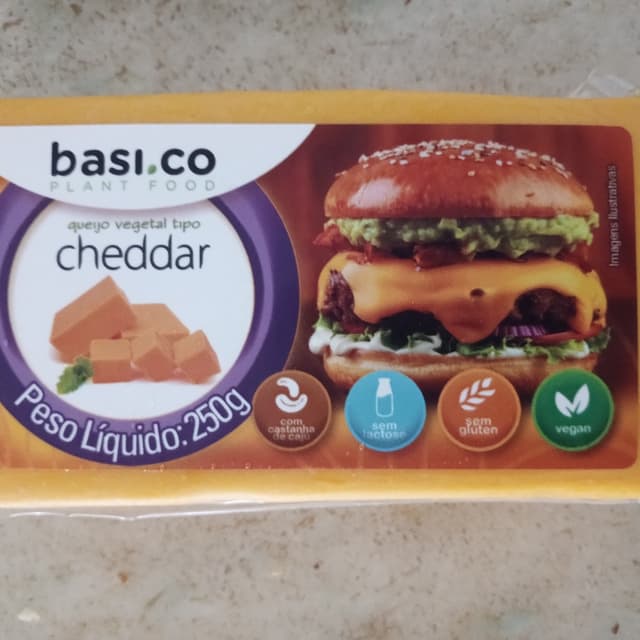 basi.co
PLANT FOOD
queijo vegetal tipo
cheddar
Peso Líquido: 250g
com
castanha
de caju
sem
lactose
sem
gluten
vegan
Imagens Ilustrativas